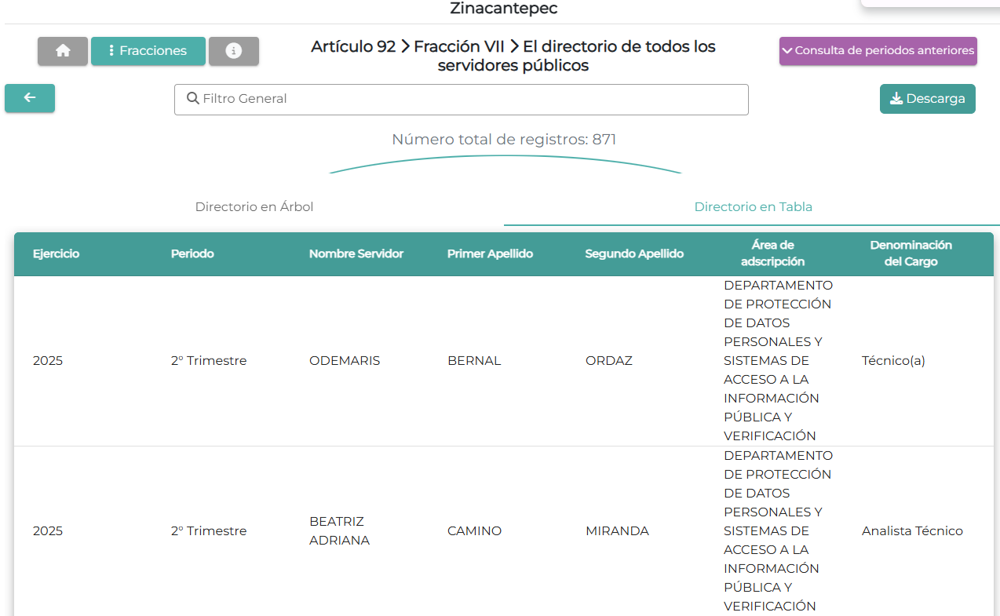 Zinacantepec
Fracciones
Artículo 92 > Fracción VII > El directorio de todos los
servidores públicos
Consulta de periodos anteriores
Filtro General
Descarga
Número total de registros: 871
Directorio en Árbol
Directorio en Tabla
Ejercicio
Periodo
Nombre Servidor
Primer Apellido
Segundo Apellido
Área de
adscripción
Denominación
del Cargo
2025
2° Trimestre
ODEMARIS
BERNAL
ORDAZ
DEPARTAMENTO
DE PROTECCIÓN
DE DATOS
PERSONALES Y
SISTEMAS DE
ACCESO A LA
INFORMACIÓN
PÚBLICA Y
VERIFICACIÓN
Técnico(a)
2025
2° Trimestre
BEATRIZ
ADRIANA
CAMINO
MIRANDA
DEPARTAMENTO
DE PROTECCIÓN
DE DATOS
PERSONALES Y
SISTEMAS DE
ACCESO A LA
INFORMACIÓN
PÚBLICA Y
VERIFICACIÓN
Analista Técnico